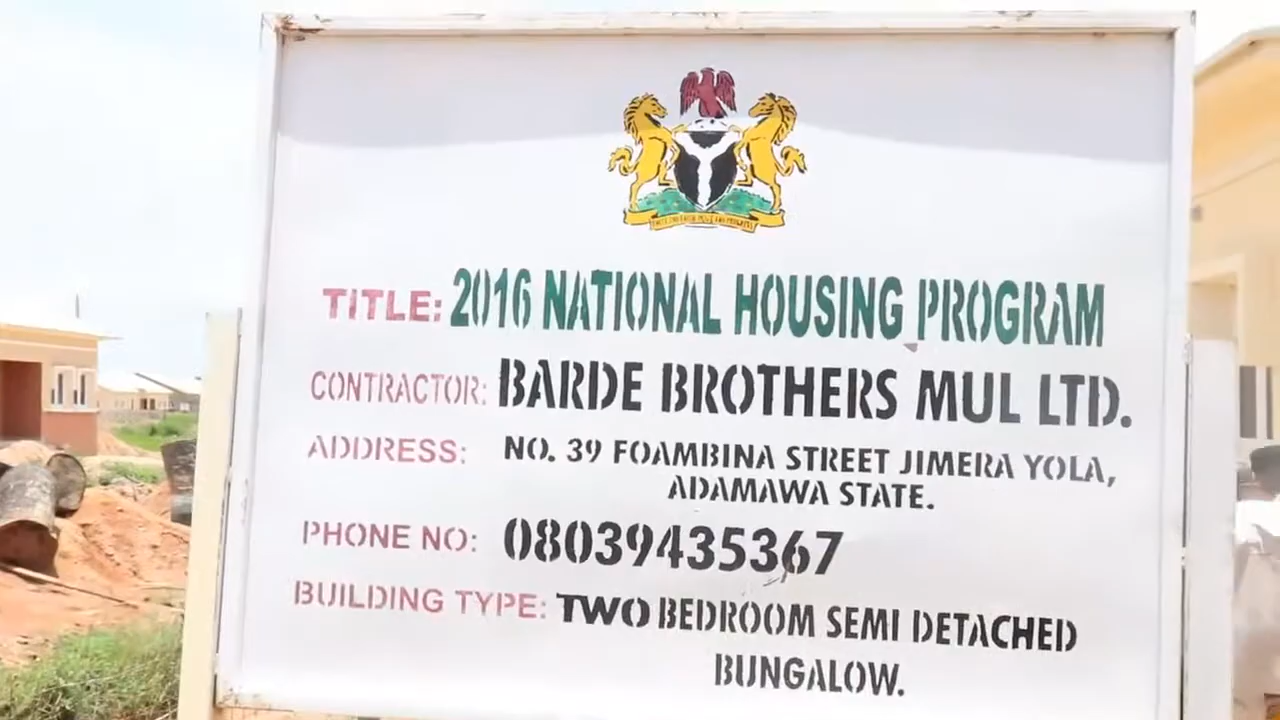 TITLE: 2016 NATIONAL HOUSING PROGRAM
CONTRACTOR: BARDE BROTHERS MUL LTD.
ADDRESS: NO. 39 FOAMBINA STREET JIMERA YOLA,
ADAMAWA STATE.
PHONE NO: 08039435367
BUILDING TYPE: TWO BEDROOM SEMI DETACHED
BUNGALOW.